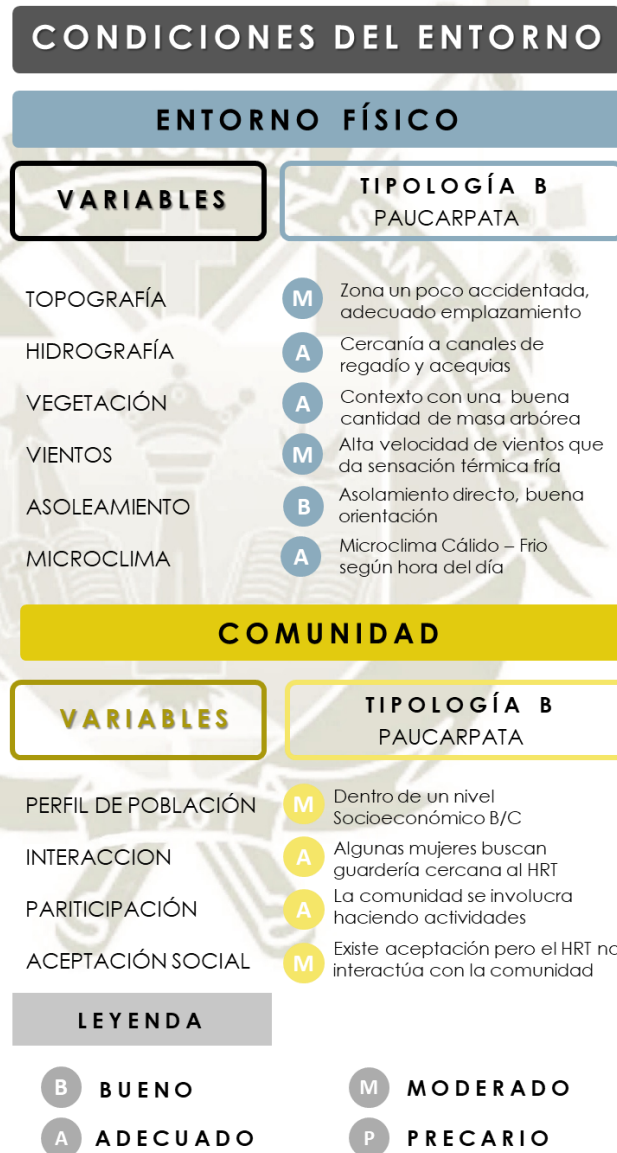 CONDICIONES DEL ENTORNO
ENTORNO FÍSICO
VARIABLES
TIPOLOGÍA B
PAUCARPATA
TOPOGRAFÍA
M
Zona un poco accidentada,
adecuado emplazamiento
HIDROGRAFÍA
A
Cercanía a canales de
regadío y acequias
VEGETACIÓN
A
Contexto con una buena
cantidad de masa arbórea
VIENTOS
M
Alta velocidad de vientos que
da sensación térmica fría
ASOLEAMIENTO
B
Asolamiento directo, buena
orientación
MICROCLIMA
A
Microclima Cálido – Frio
según hora del día
COMUNIDAD
VARIABLES
TIPOLOGÍA B
PAUCARPATA
PERFIL DE POBLACIÓN
M
Dentro de un nivel
Socioeconómico B/C
INTERACCION
A
Algunas mujeres buscan
guardería cercana al HRT
PARITICIPACIÓN
A
La comunidad se involucra
haciendo actividades
ACEPTACIÓN SOCIAL
M
Existe aceptación pero el HRT no
interactúa con la comunidad
LEYENDA
B BUENO
M MODERADO
A ADECUADO
P PRECARIO